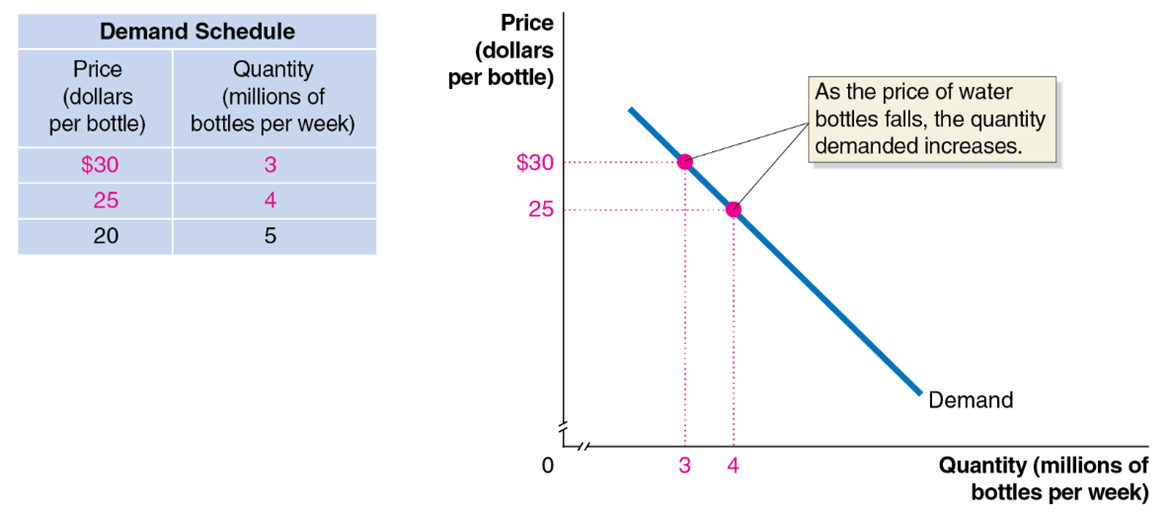 Demand Schedule
Price
(dollars
per bottle)
Quantity
(millions of
bottles per week)
$30 3
25 4
20 5
Price
(dollars
per bottle)
As the price of water
bottles falls, the quantity
demanded increases.
$30
25
Demand
0
3 4
Quantity (millions of
bottles per week)